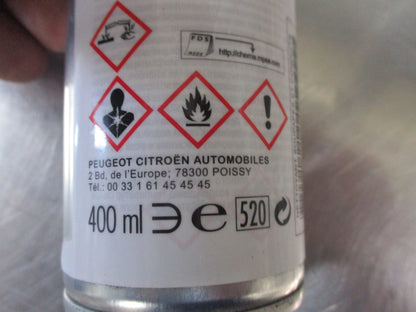 FDS
http://chemis.mpsa.com
PEUGEOT CITROËN AUTOMOBILES
2 Bd, de l'Europe; 78300 POISSY
Tél.: 00 33 1 61 45 45 45
400 ml Э e 520